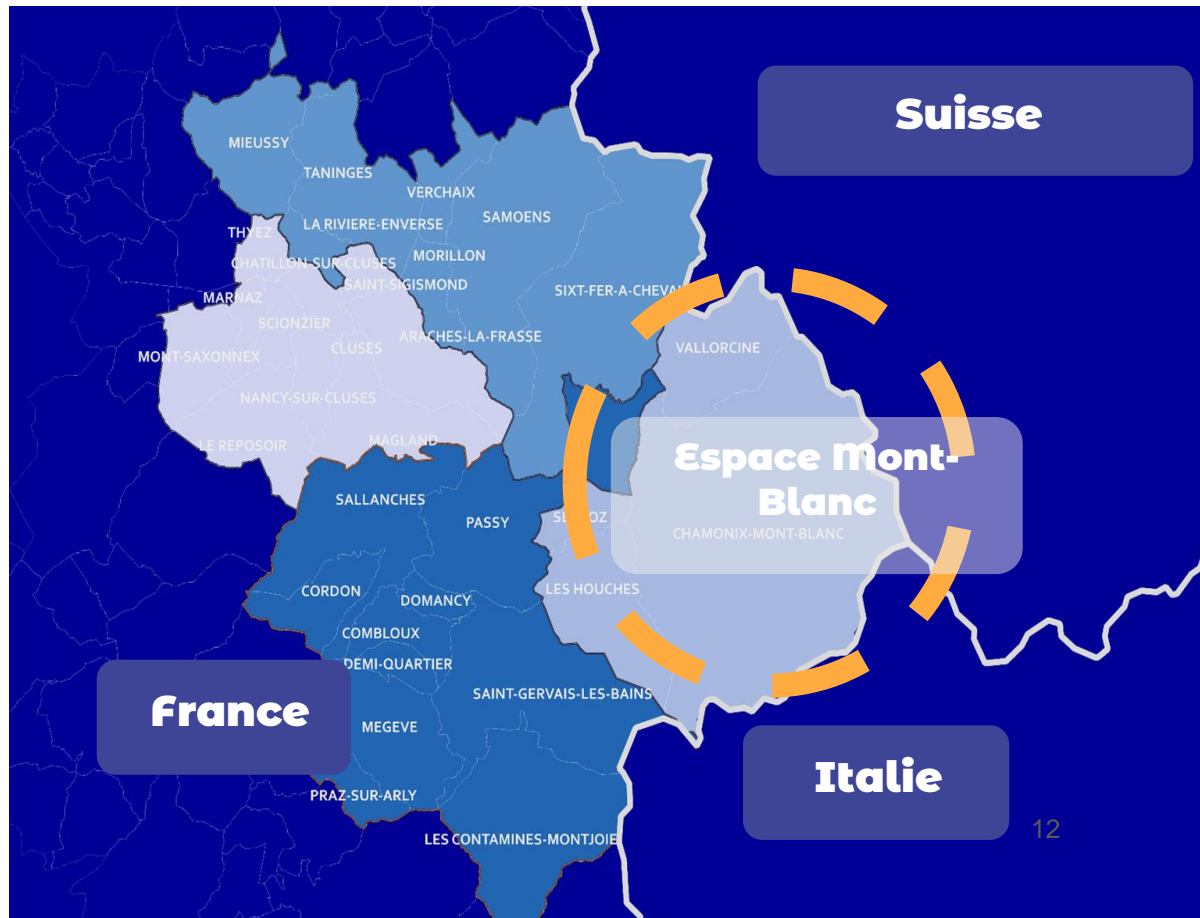 Suisse
MIEUSSY
TANINGES
VERCHAIX
LA RIVIERE-ENVERSE
SAMOENS
THYEZ
CHATILLON-SUR-CLUSES
MORILLON
SAINT-SIGISMOND
SIXT-FER-A-CHEVAL
MARNAZ
SCIONZIER
ARACHES-LA-FRASSE
CLUSES
MONT-SAXONNEX
VALLORCINE
NANCY-SUR-CLUSES
LE REPOSOIR
MAGLAND
Espace Mont-
Blanc
SALLANCHES
PASSY
CHAMONIX-MONT-BLANC
LES HOUCHES
CORDON
DOMANCY
COMBLOUX
DEMI-QUARTIER
SAINT-GERVAIS-LES-BAINS
France
MEGEVE
Italie
PRAZ-SUR-ARLY
LES CONTAMINES-MONTJOIE
12